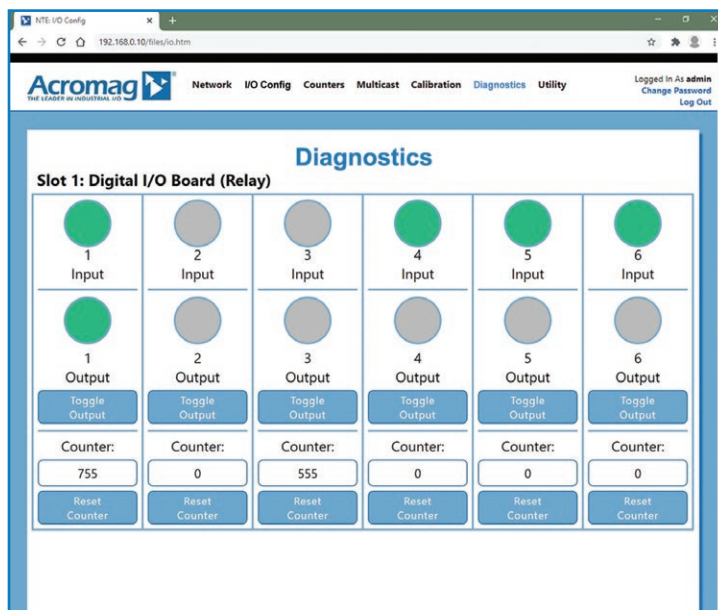 NTE: I/O Config
192.168.0.10/files/io.htm
Acromag
THE LEADER IN INDUSTRIAL I/O
®
Network I/O Config Counters Multicast Calibration Diagnostics Utility
Logged In As admin
Change Password
Log Out
Diagnostics
Slot 1: Digital I/O Board (Relay)
1 2 3 4 5 6
Input Input Input Input Input Input
1 2 3 4 5 6
Output Output Output Output Output Output
Toggle Toggle Toggle Toggle Toggle Toggle
Output Output Output Output Output Output
Counter: Counter: Counter: Counter: Counter: Counter:
755 0 555 0 0 0
Reset Reset Reset Reset Reset Reset
Counter Counter Counter Counter Counter Counter